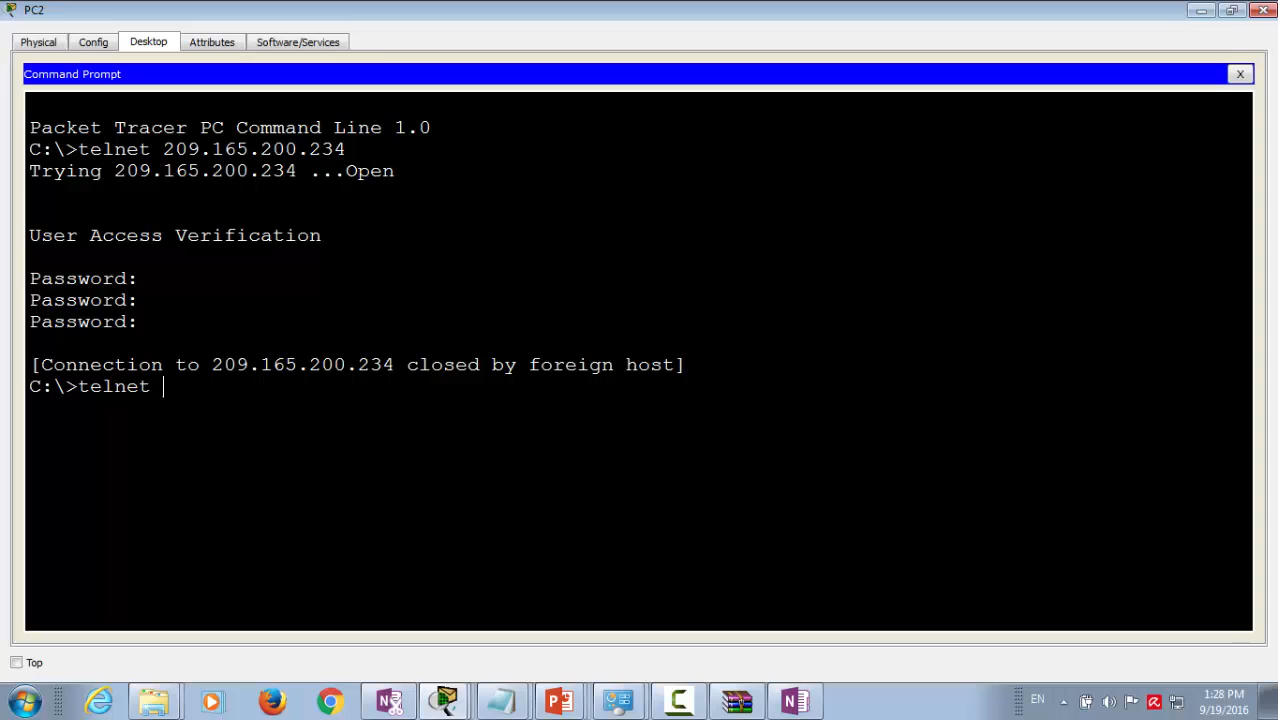 PC2
Physical Config Desktop Attributes Software/Services
Command Prompt X
Packet Tracer PC Command Line 1.0
C:\>telnet 209.165.200.234
Trying 209.165.200.234 ...Open
User Access Verification
Password:
Password:
Password:
[Connection to 209.165.200.234 closed by foreign host]
C:\>telnet
Top
EN
1:28 PM
9/19/2016